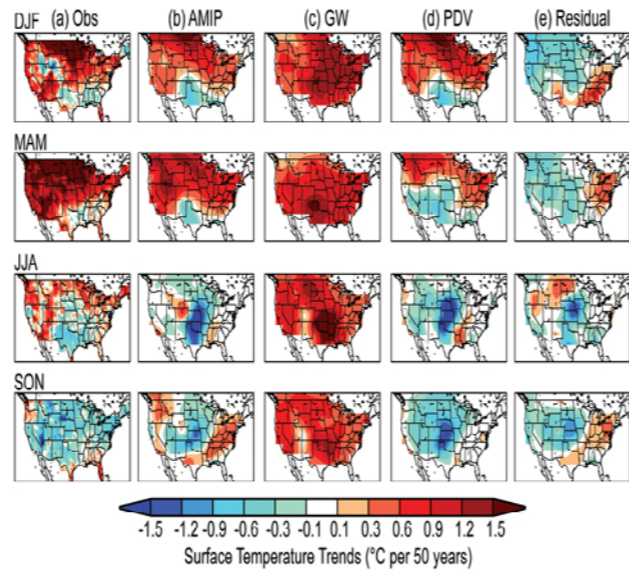 DJF (a) Obs (b) AMIP (c) GW (d) PDV (e) Residual
MAM
JJA
SON
-1.5 -1.2 -0.9 -0.6 -0.3 -0.1 0.1 0.3 0.6 0.9 1.2 1.5
Surface Temperature Trends (°C per 50 years)